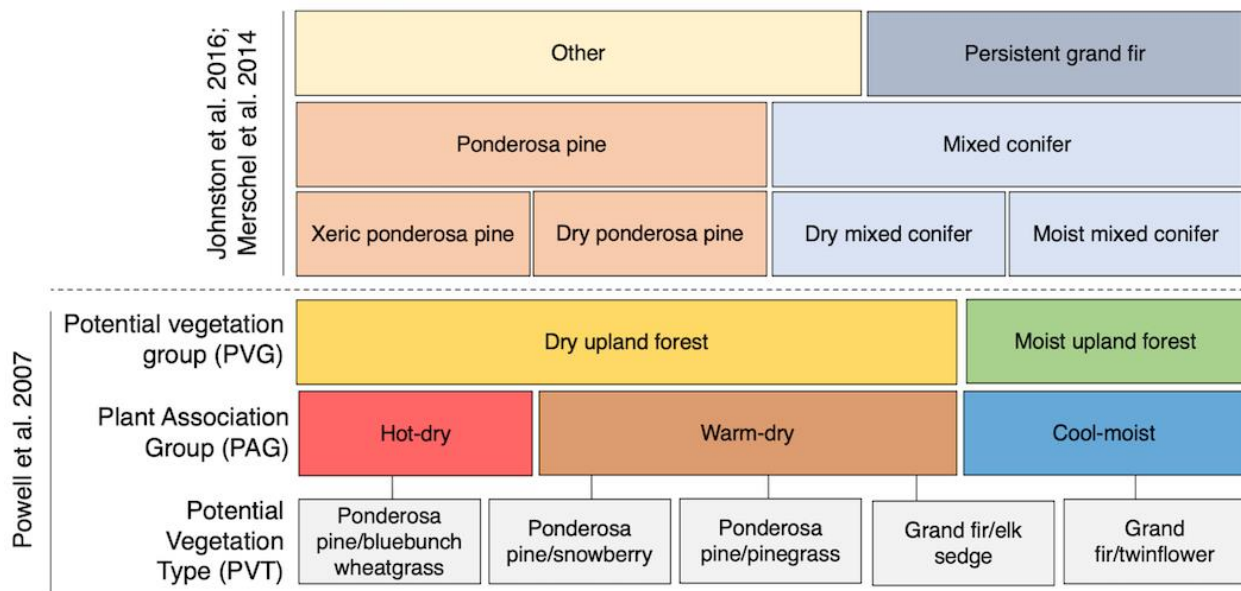 Johnston et al. 2016;
Merschel et al. 2014
Other
Persistent grand fir
Ponderosa pine
Mixed conifer
Xeric ponderosa pine
Dry ponderosa pine
Dry mixed conifer
Moist mixed conifer
Powell et al. 2007
Potential vegetation
group (PVG)
Dry upland forest
Moist upland forest
Plant Association
Group (PAG)
Hot-dry
Warm-dry
Cool-moist
Potential
Vegetation
Type (PVT)
Ponderosa
pine/bluebunch
wheatgrass
Ponderosa
pine/snowberry
Ponderosa
pine/pinegrass
Grand fir/elk
sedge
Grand
fir/twinflower